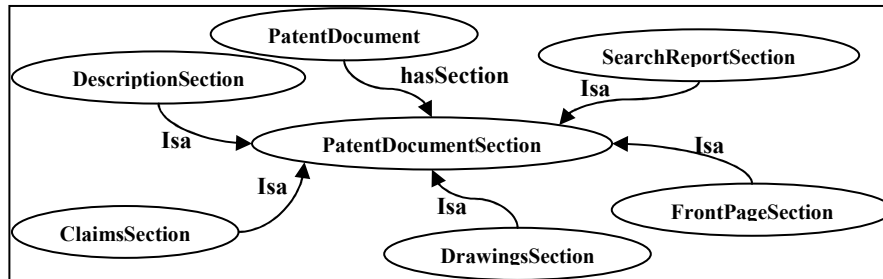 PatentDocument
SearchReportSection
DescriptionSection
hasSection
Isa
Isa
PatentDocumentSection
Isa
Isa
Isa
FrontPageSection
ClaimsSection
DrawingsSection